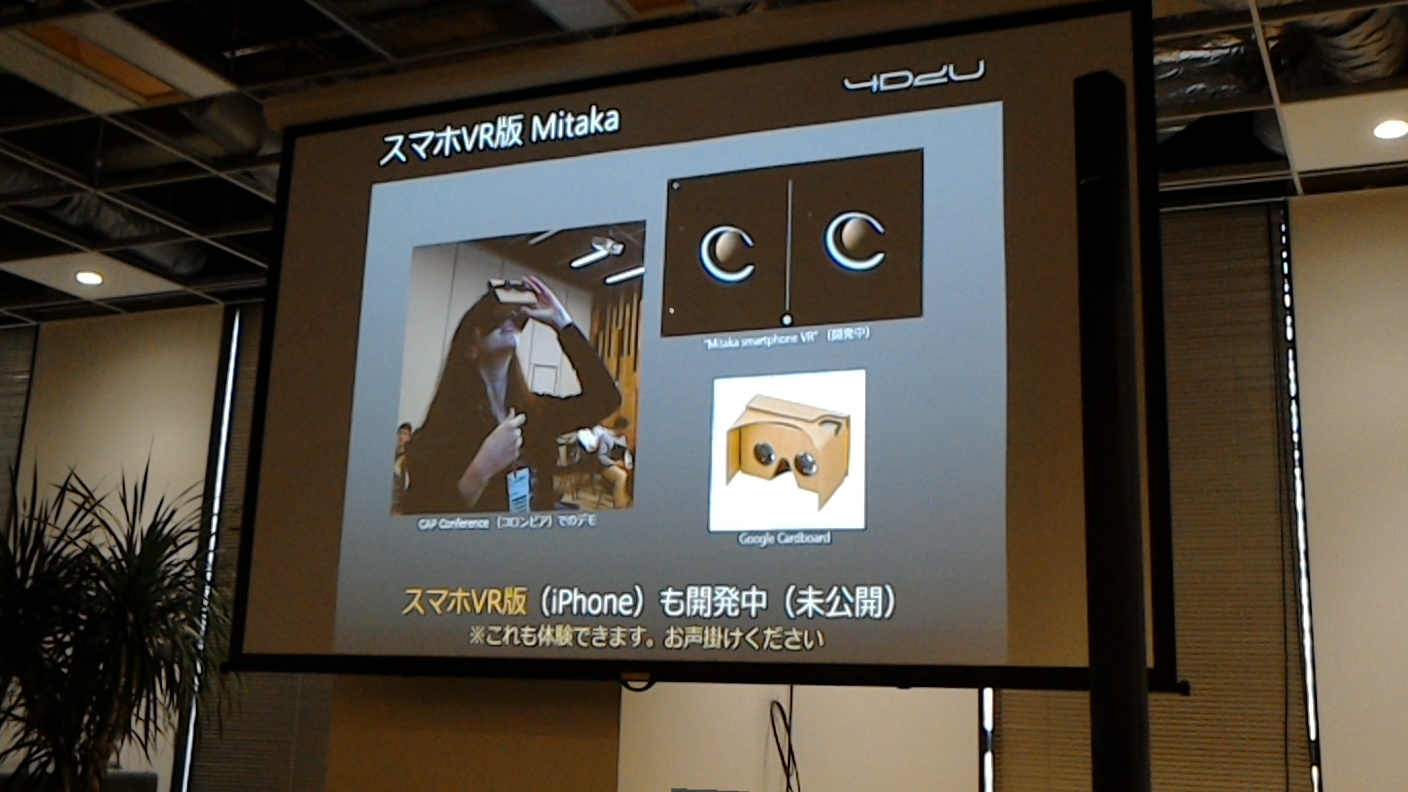 4D2U
スマホVR版 Mitaka
"Mitaka smartphone VR" （開発中）
CAP Conference （コロンビア）でのデモ
Google Cardboard
スマホVR版（iPhone）も開発中（未公開）
※これも体験できます。お声掛けください